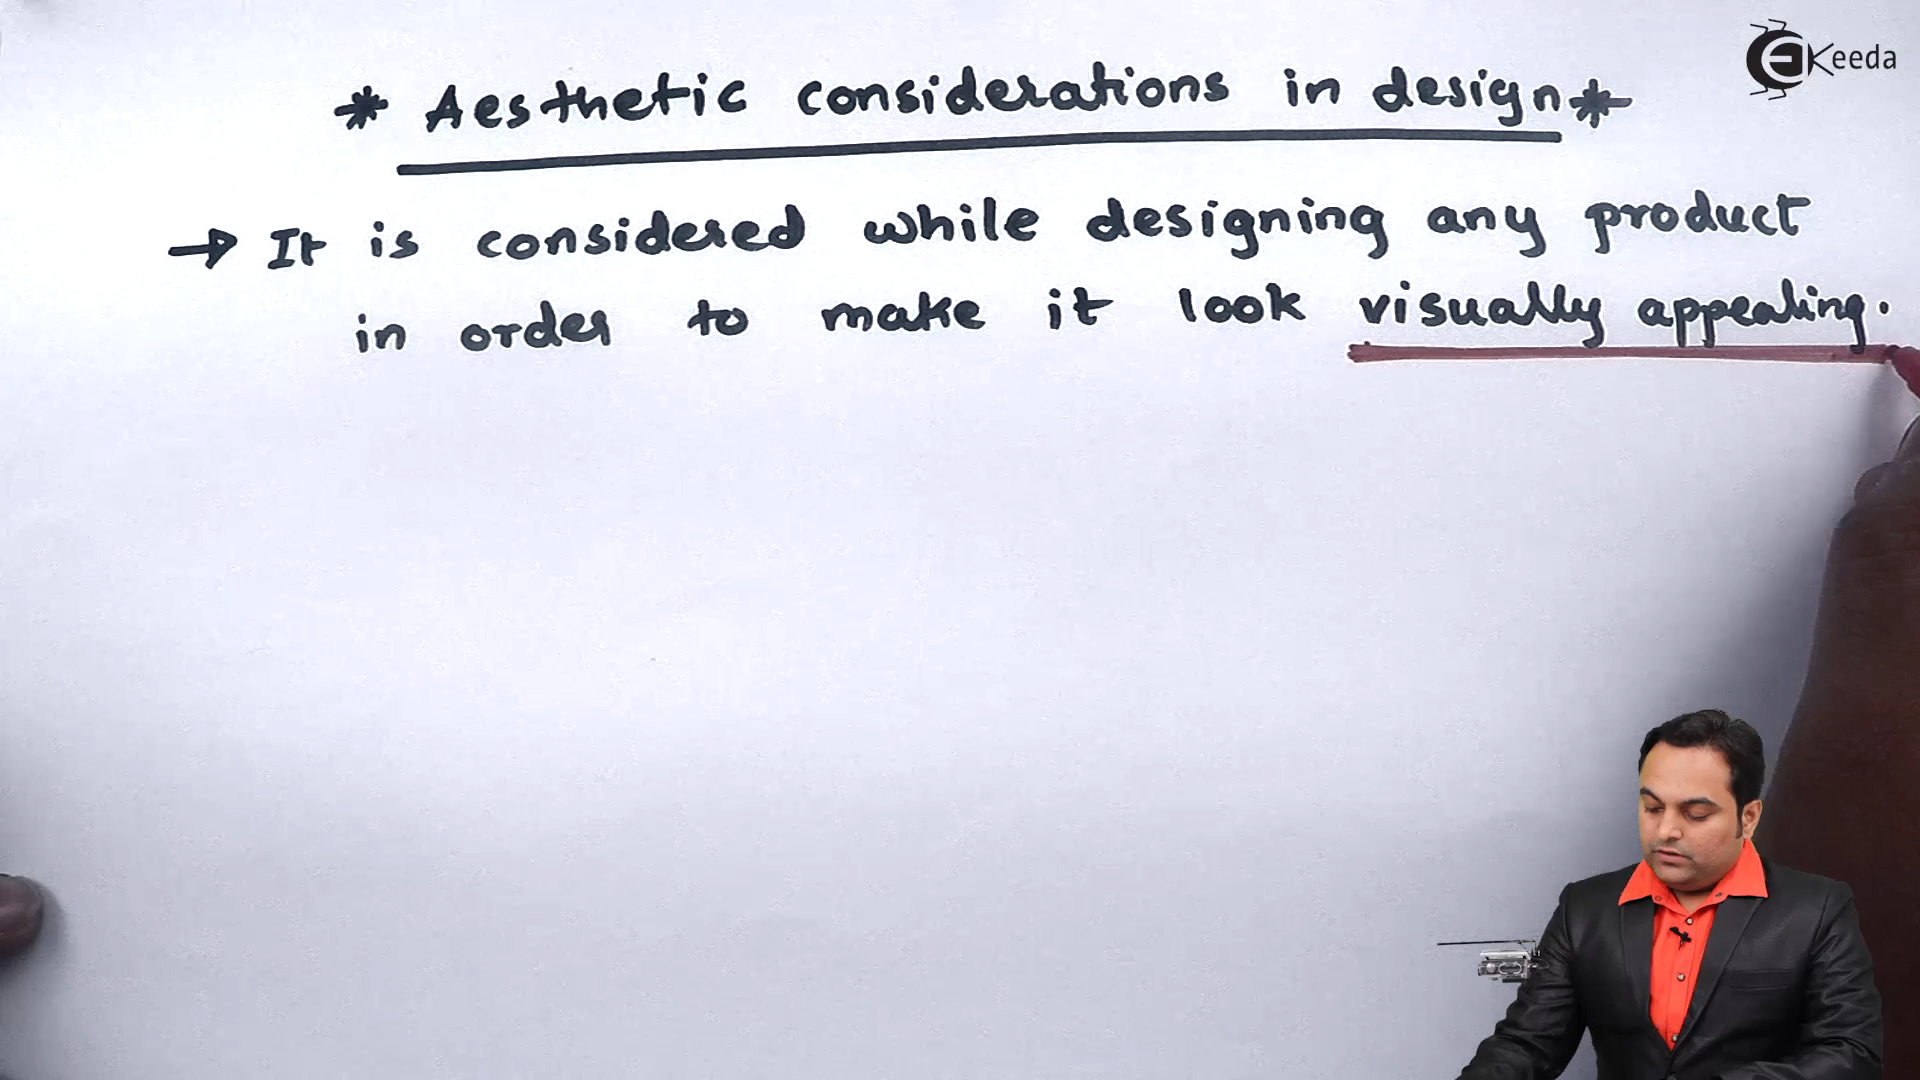 EKeeda
* Aesthetic considerations in design *
→ It is considered while designing any product
in order to make it look visually appealing.